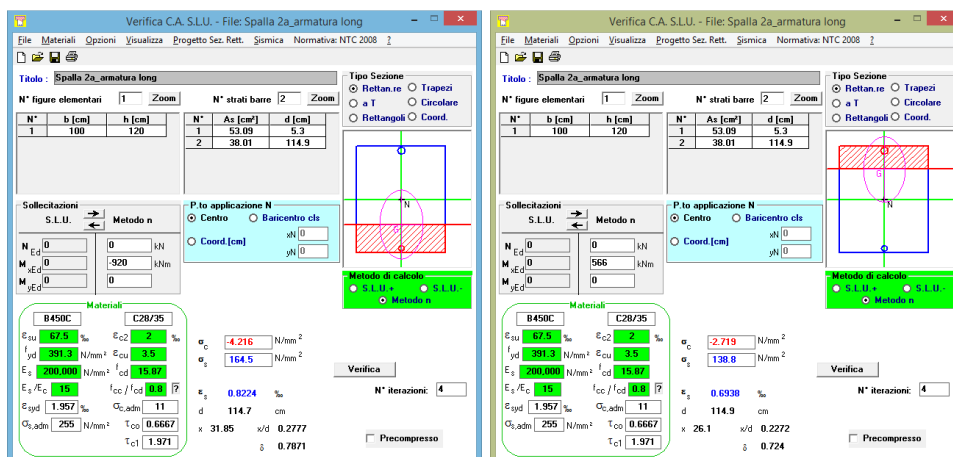 Verifica C.A. S.L.U. - File: Spalla 2a_armatura long
File Materiali Opzioni Visualizza Progetto Sez. Rett. Sismica Normativa: NTC 2008 ?
Titolo : Spalla 2a_armatura long
N° figure elementari 1 Zoom N° strati barre 2 Zoom
Tipo Sezione
Rettan.re Trapezi
a T Circolare
Rettangoli Coord.
N° b [cm] h [cm]
1 100 120
N° As [cm²] d [cm]
1 53.09 5.3
2 38.01 114.9
G
N
Sollecitazioni
S.L.U. Metodo n
N Ed 0 0 kN
M xEd 0 -920 kNm
M yEd 0 0
P.to applicazione N
Centro Baricentro cls
Coord.[cm] xN 0
yN 0
Metodo di calcolo
S.L.U.+ S.L.U.-
Metodo n
Materiali
B450C C28/35
εsu 67.5 ‰ εc2 2 ‰
fyd 391.3 N/mm² εcu 3.5
Es 200,000 N/mm² fcd 15.87
Es/Ec 15 fcc/fcd 0.8 ?
εsyd 1.957 ‰ σc,adm 11
σs,adm 255 N/mm² τco 0.6667
τc1 1.971
σc -4.216 N/mm²
σs 164.5 N/mm²
εs 0.8224 ‰
d 114.7 cm
x 31.85 x/d 0.2777
δ 0.7871
Verifica
N° iterazioni: 4
Precompresso
Verifica C.A. S.L.U. - File: Spalla 2a_armatura long
File Materiali Opzioni Visualizza Progetto Sez. Rett. Sismica Normativa: NTC 2008 ?
Titolo : Spalla 2a_armatura long
N° figure elementari 1 Zoom N° strati barre 2 Zoom
Tipo Sezione
Rettan.re Trapezi
a T Circolare
Rettangoli Coord.
N° b [cm] h [cm]
1 100 120
N° As [cm²] d [cm]
1 53.09 5.3
2 38.01 114.9
G
N
Sollecitazioni
S.L.U. Metodo n
N Ed 0 0 kN
M xEd 0 566 kNm
M yEd 0 0
P.to applicazione N
Centro Baricentro cls
Coord.[cm] xN 0
yN 0
Metodo di calcolo
S.L.U.+ S.L.U.-
Metodo n
Materiali
B450C C28/35
εsu 67.5 ‰ εc2 2 ‰
fyd 391.3 N/mm² εcu 3.5
Es 200,000 N/mm² fcd 15.87
Es/Ec 15 fcc/fcd 0.8 ?
εsyd 1.957 ‰ σc,adm 11
σs,adm 255 N/mm² τco 0.6667
τc1 1.971
σc -2.719 N/mm²
σs 138.8 N/mm²
εs 0.6938 ‰
d 114.9 cm
x 26.1 x/d 0.2272
δ 0.724
Verifica
N° iterazioni: 4
Precompresso